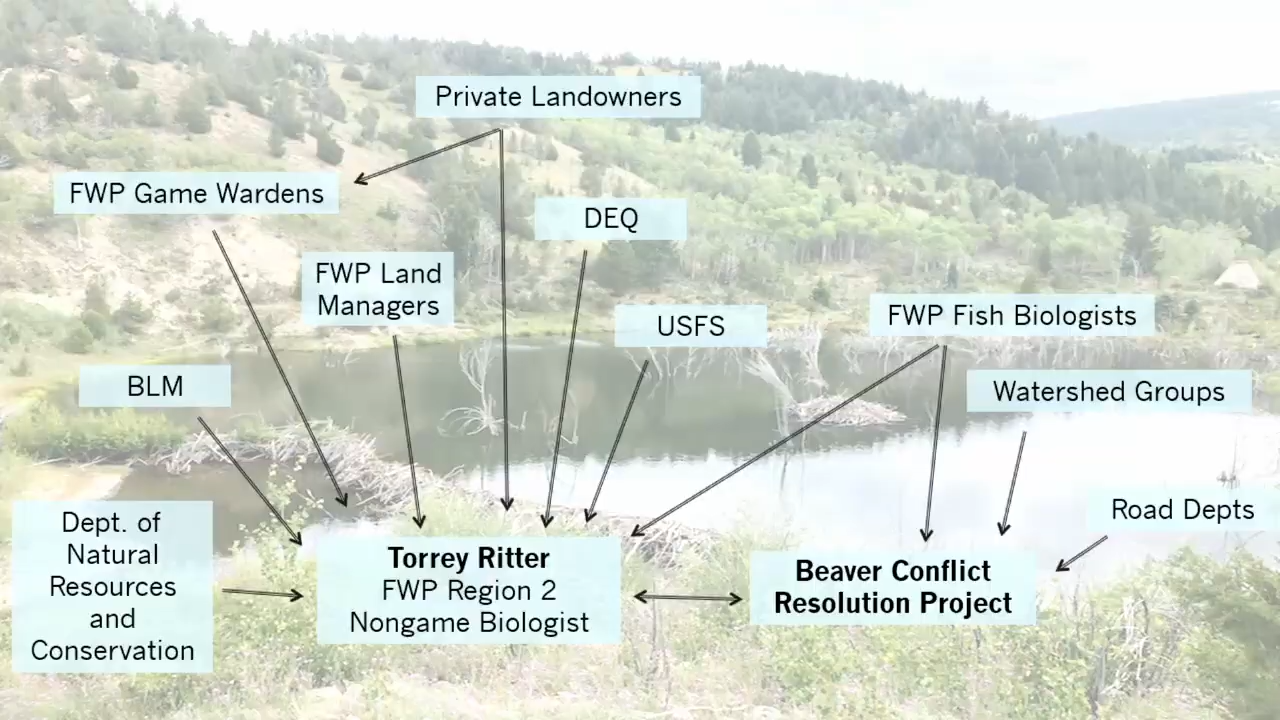 Private Landowners
FWP Game Wardens
DEQ
FWP Land
Managers
USFS
FWP Fish Biologists
BLM
Watershed Groups
Road Depts
Dept. of
Natural
Resources
and
Conservation
Torrey Ritter
FWP Region 2
Nongame Biologist
Beaver Conflict
Resolution Project